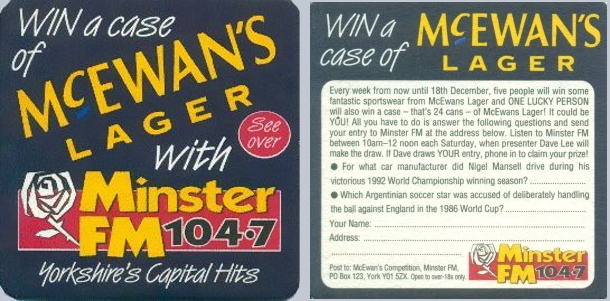 WIN a case
of
McEWAN'S
LAGER
See
over
with
Minster
FM 104·7
Yorkshire's Capital Hits
WIN a
case of
McEWAN'S
LAGER
Every week from now until 18th December, five people will win some
fantastic sportswear from McEwans Lager and ONE LUCKY PERSON
will also win a case – that's 24 cans – of McEwans Lager! It could be
YOU! All you have to do is answer the following questions and send
your entry to Minster FM at the address below. Listen to Minster FM
between 10am–12 noon each Saturday, when presenter Dave Lee will
make the draw. If Dave draws YOUR entry, phone in to claim your prize!
● For what car manufacturer did Nigel Mansell drive during his
victorious 1992 World Championship winning season? ....................
● Which Argentinian soccer star was accused of deliberately handling
the ball against England in the 1986 World Cup? ....................
Your Name: ....................
Address: ....................
Post to: McEwan's Competition, Minster FM,
PO Box 123, York YO1 5ZX. Open to over-18s only.
Minster
FM 104·7